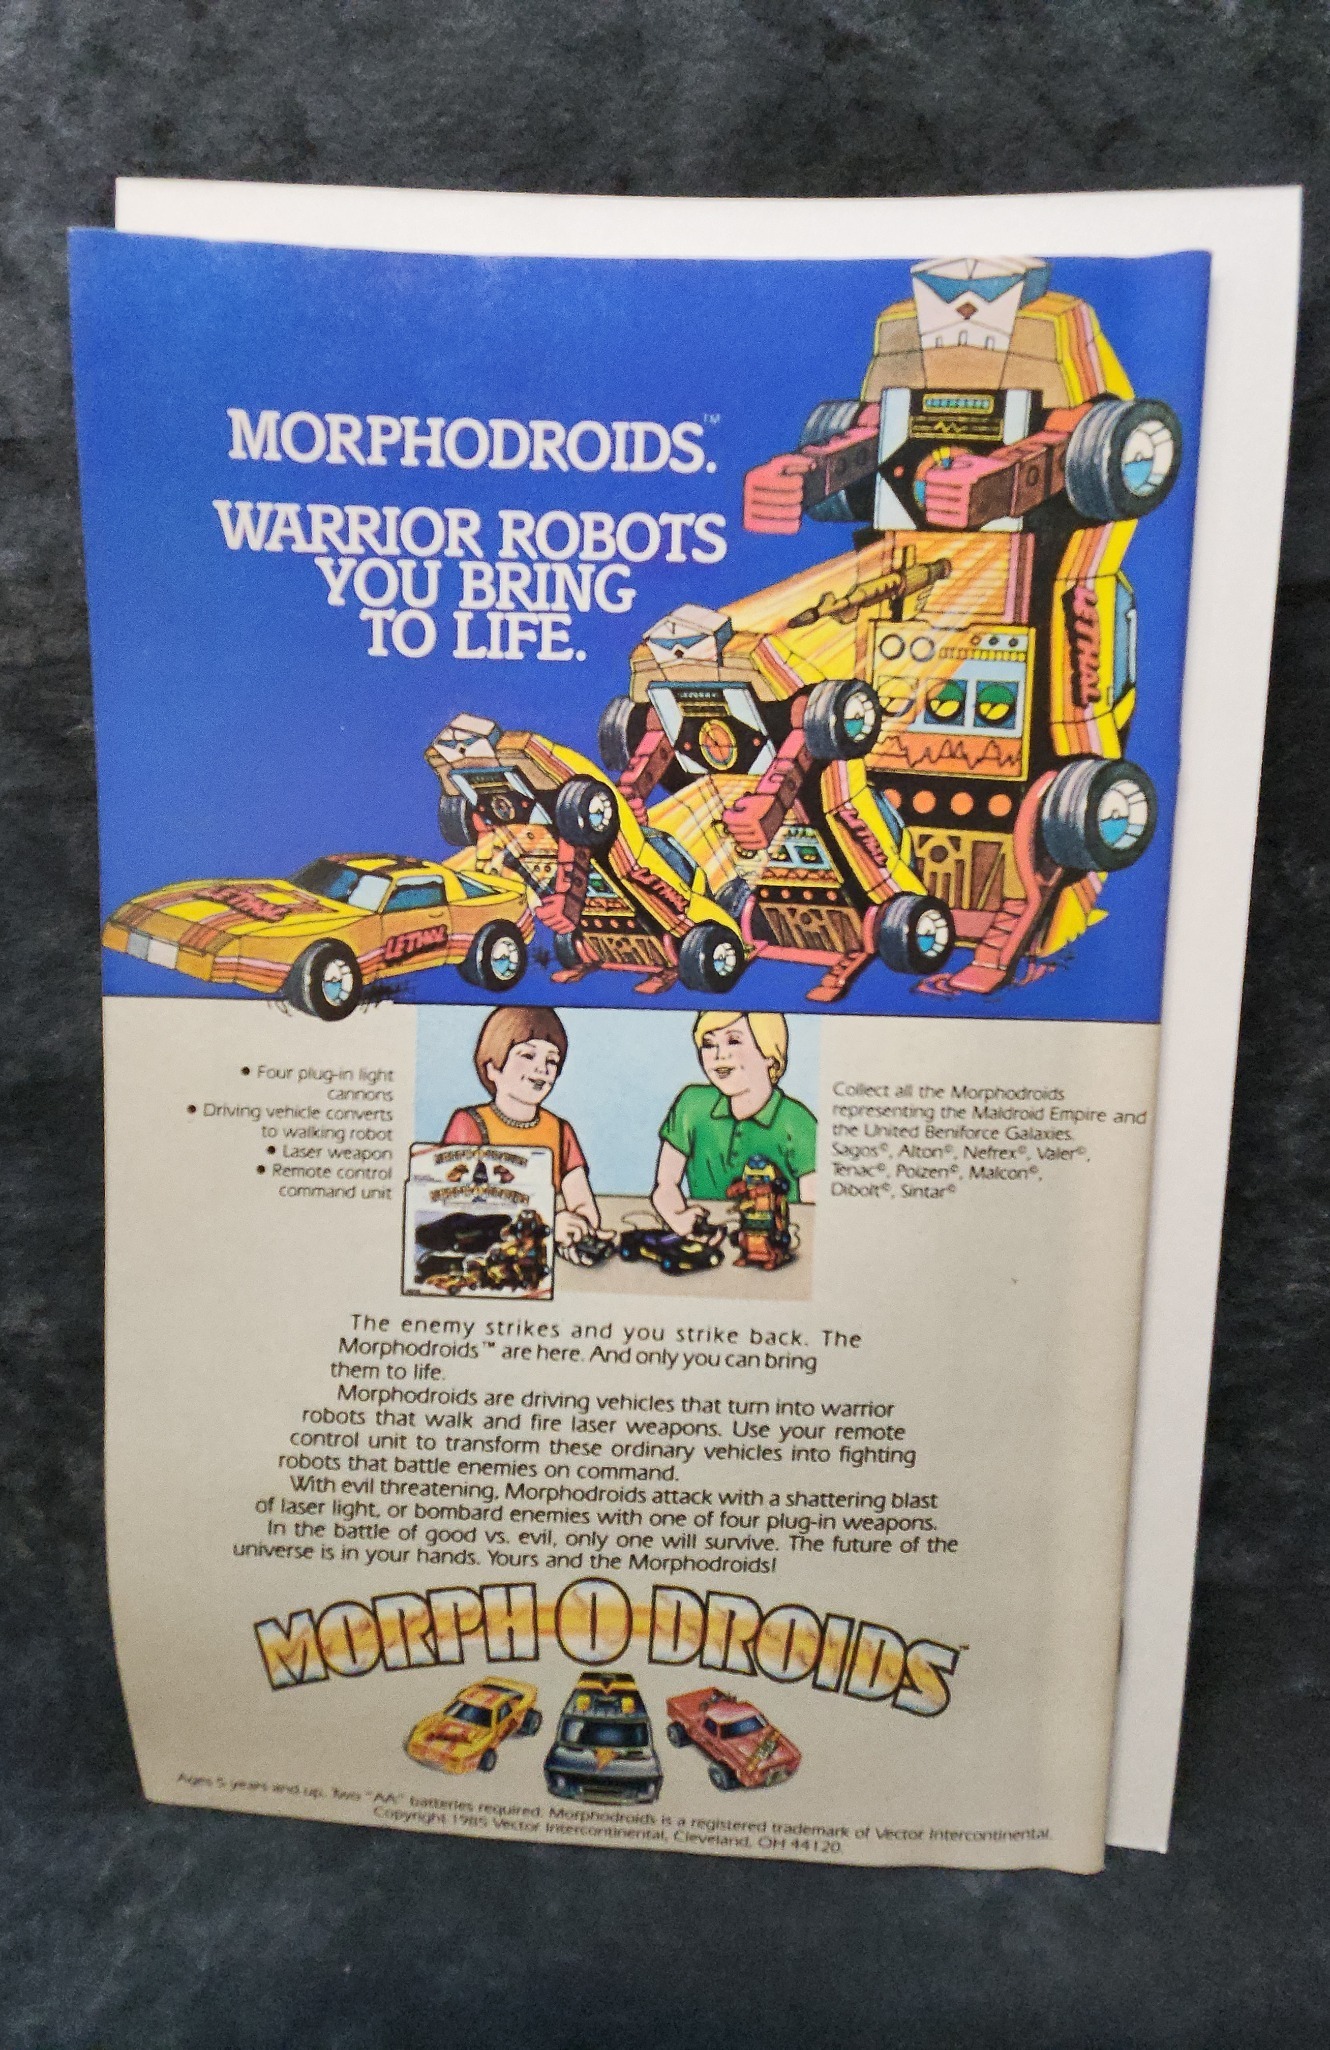 MORPHODROIDS.™
WARRIOR ROBOTS
YOU BRING
TO LIFE.
LETHAL
LETHAL
LETHAL
LETHAL
LETHAL
• Four plug-in light
cannons
• Driving vehicle converts
to walking robot
• Laser weapon
• Remote control
command unit
Collect all the Morphodroids
representing the Maldroid Empire and
the United Beniforce Galaxies.
Sagos©, Alton©, Nefrex©, Valer©,
Tenac©, Poizen©, Malcon©,
Dibolt©, Sintar©
The enemy strikes and you strike back. The
Morphodroids™ are here. And only you can bring
them to life.
Morphodroids are driving vehicles that turn into warrior
robots that walk and fire laser weapons. Use your remote
control unit to transform these ordinary vehicles into fighting
robots that battle enemies on command.
With evil threatening, Morphodroids attack with a shattering blast
of laser light, or bombard enemies with one of four plug-in weapons.
In the battle of good vs. evil, only one will survive. The future of the
universe is in your hands. Yours and the Morphodroids!
MORPH O DROIDS™
Ages 5 years and up. Two "AA" batteries required. Morphodroids is a registered trademark of Vector Intercontinental.
Copyright 1985 Vector Intercontinental, Cleveland, OH 44120.